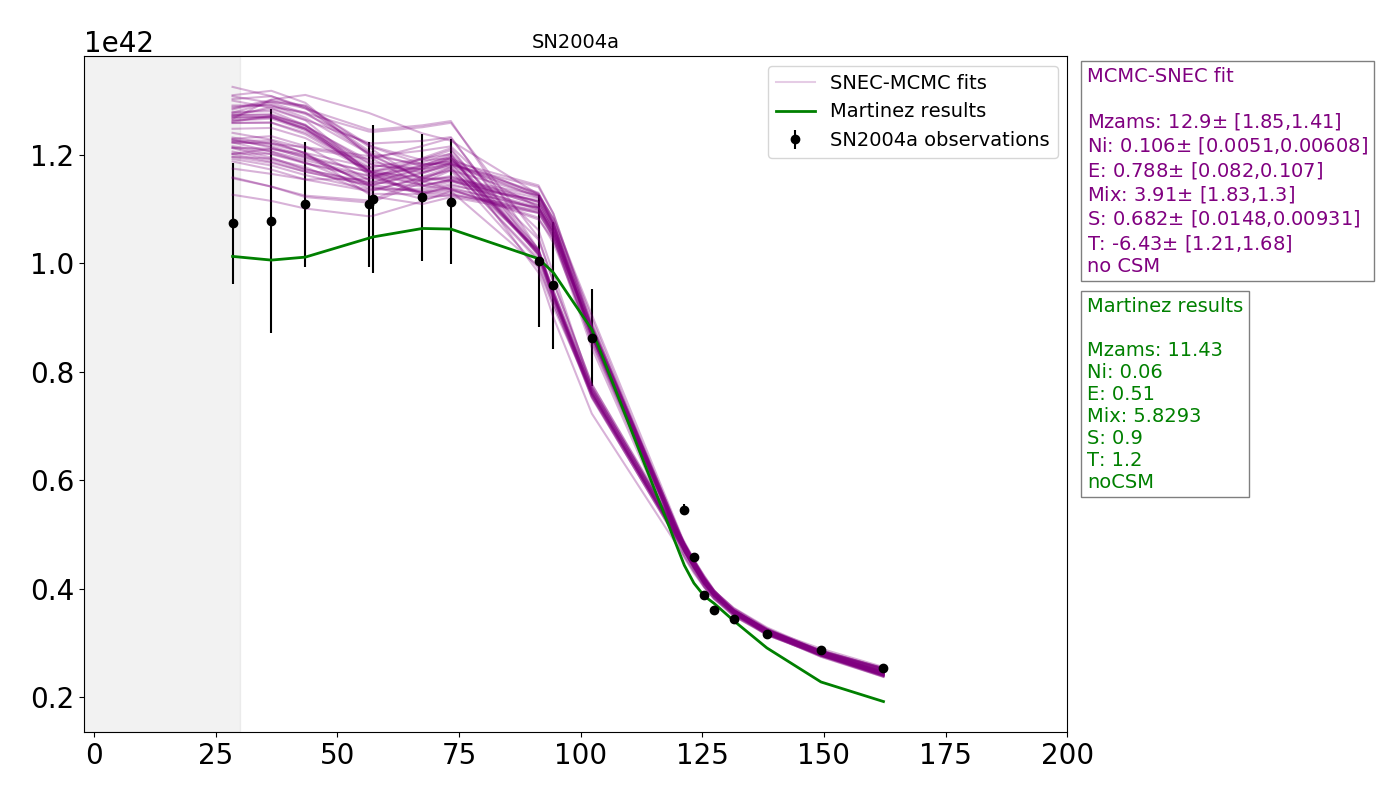 1e42
SN2004a
SNEC-MCMC fits
Martinez results
SN2004a observations
1.2
1.0
0.8
0.6
0.4
0.2
0
25
50
75
100
125
150
175
200
MCMC-SNEC fit
Mzams: 12.9± [1.85,1.41]
Ni: 0.106± [0.0051,0.00608]
E: 0.788± [0.082,0.107]
Mix: 3.91± [1.83,1.3]
S: 0.682± [0.0148,0.00931]
T: -6.43± [1.21,1.68]
no CSM
Martinez results
Mzams: 11.43
Ni: 0.06
E: 0.51
Mix: 5.8293
S: 0.9
T: 1.2
noCSM